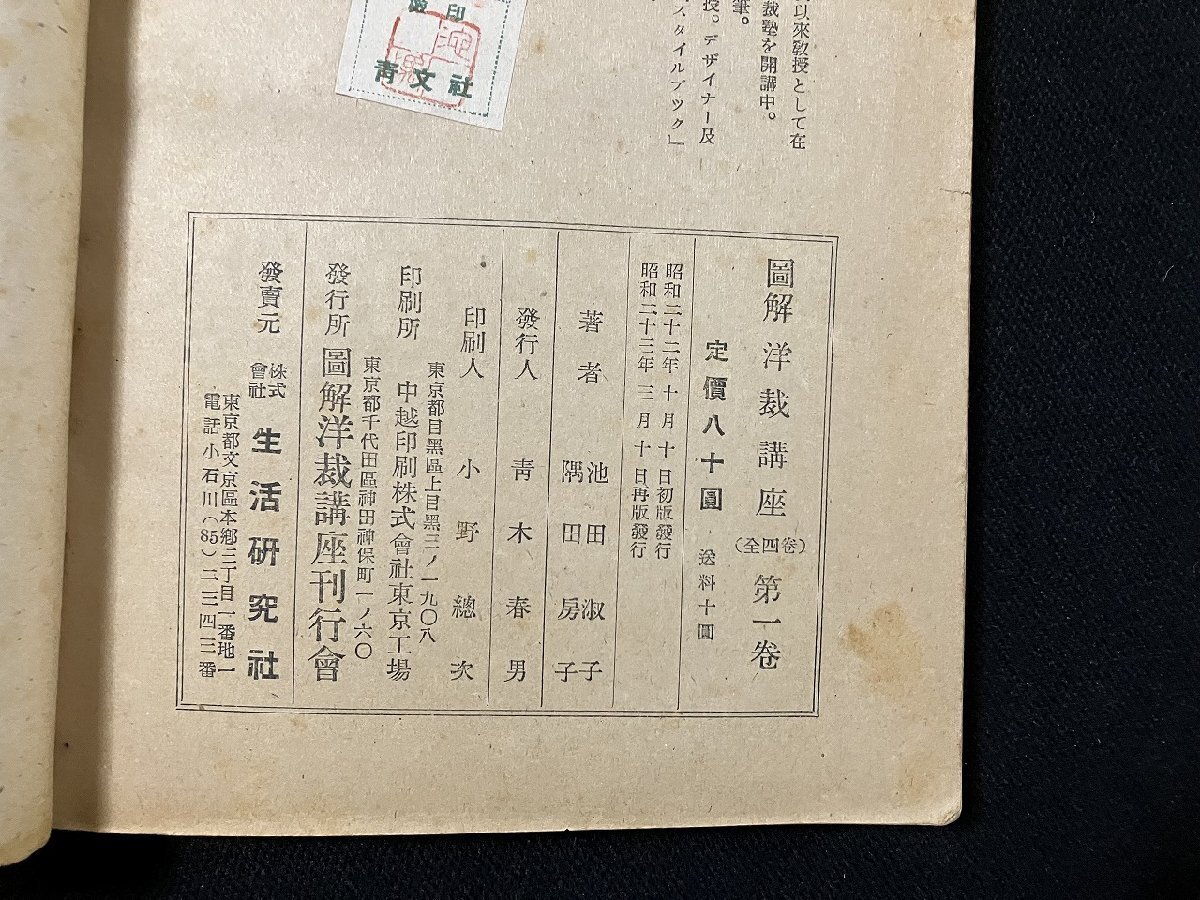 以來敎授として在
裁塾を開講中。
授。デザイナー及
筆。
スタイルブック」
印
靑文社
圖解洋裁講座（全四卷）第一卷
定價八十圓 送料十圓
昭和二十二年十月十日初版發行
昭和二十三年三月十日再版發行
著者 池田淑子
隅田房子
發行人 靑木春男
印刷人 小野總次
東京都目黑區上目黑三ノ一九〇八
印刷所 中越印刷株式會社東京工場
東京都千代田區神田神保町一ノ六〇
發行所 圖解洋裁講座刊行會
發賣元 株式會社 生活硏究社
東京都文京區本鄕三丁目一番地一
電話小石川（85）二三四三番